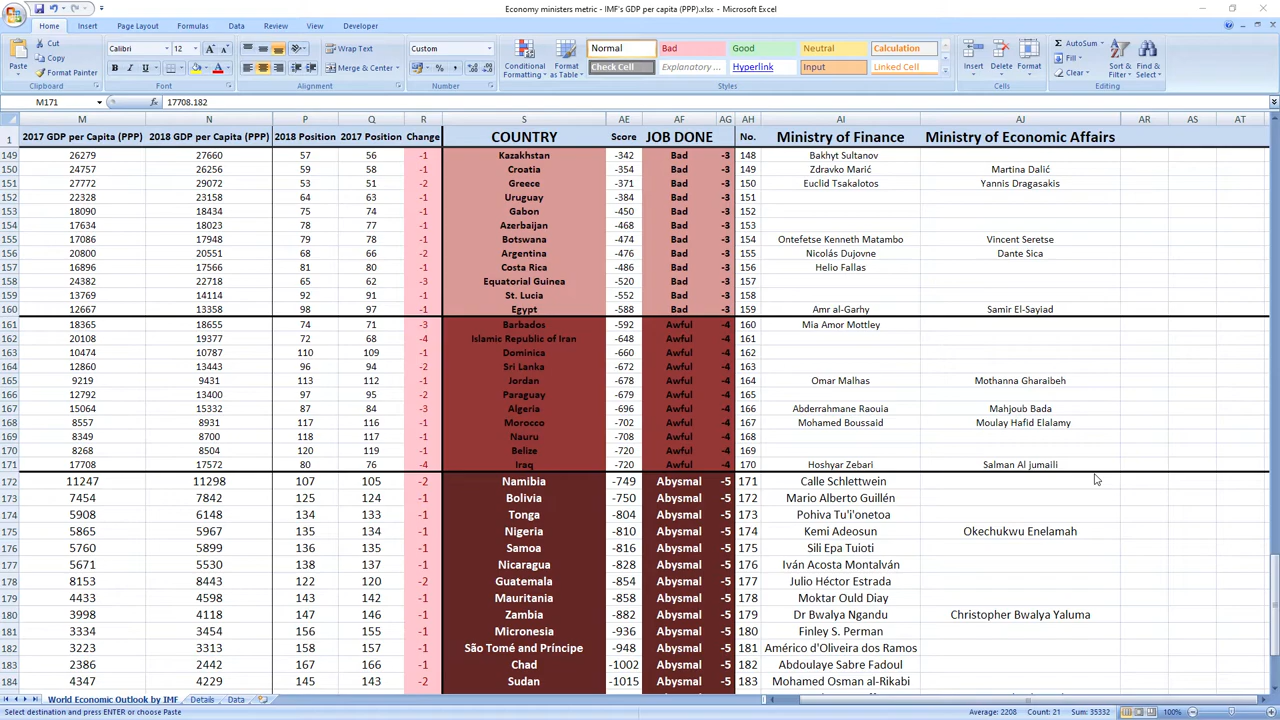 Economy ministers metric - IMF's GDP per capita (PPP).xlsx - Microsoft Excel
Home Insert Page Layout Formulas Data Review Position View Developer
Paste Cut Copy Format Painter Clipboard
Calibri 12 B I U Font
Wrap Text Merge & Center Alignment
Custom % Number
Conditional Formatting Format as Table
Normal Bad Good Neutral Calculation
Check Cell Explanatory ... Hyperlink Input Linked Cell
Styles
Insert Delete Format Cells
AutoSum Fill Clear Sort & Filter Find & Select Editing
M171 17708.182
M N P Q R S AE AF AG AH AI AJ AR AS AT
1 2017 GDP per Capita (PPP) 2018 GDP per Capita (PPP) 2018 Position 2017 Position Change COUNTRY Score JOB DONE No. Ministry of Finance Ministry of Economic Affairs
149 26279 27660 57 56 -1 Kazakhstan -342 Bad -3 148 Bakhyt Sultanov
150 24757 26256 59 58 -1 Croatia -354 Bad -3 149 Zdravko Marić Martina Dalić
151 27772 29072 53 51 -2 Greece -371 Bad -3 150 Euclid Tsakalotos Yannis Dragasakis
152 22328 23158 64 63 -1 Uruguay -384 Bad -3 151
153 18090 18434 75 74 -1 Gabon -450 Bad -3 152
154 17634 18023 78 77 -1 Azerbaijan -468 Bad -3 153
155 17086 17948 79 78 -1 Botswana -474 Bad -3 154 Ontefetse Kenneth Matambo Vincent Seretse
156 20800 20551 68 66 -2 Argentina -476 Bad -3 155 Nicolás Dujovne Dante Sica
157 16896 17566 81 80 -1 Costa Rica -486 Bad -3 156 Helio Fallas
158 24382 22718 65 62 -3 Equatorial Guinea -520 Bad -3 157
159 13769 14114 92 91 -1 St. Lucia -552 Bad -3 158
160 12667 13358 98 97 -1 Egypt -588 Bad -3 159 Amr al-Garhy Samir El-Sayiad
161 18365 18655 74 71 -3 Barbados -592 Awful -4 160 Mia Amor Mottley
162 20108 19377 72 68 -4 Islamic Republic of Iran -648 Awful -4 161
163 10474 10787 110 109 -1 Dominica -660 Awful -4 162
164 12860 13443 96 94 -2 Sri Lanka -672 Awful -4 163
165 9219 9431 113 112 -1 Jordan -678 Awful -4 164 Omar Malhas Mothanna Gharaibeh
166 12792 13400 97 95 -2 Paraguay -679 Awful -4 165
167 15064 15332 87 84 -3 Algeria -696 Awful -4 166 Abderrahmane Raouia Mahjoub Bada
168 8557 8931 117 116 -1 Morocco -702 Awful -4 167 Mohamed Boussaid Moulay Hafid Elalamy
169 8349 8700 118 117 -1 Nauru -708 Awful -4 168
170 8268 8504 120 119 -1 Belize -720 Awful -4 169
171 17708 17572 80 76 -4 Iraq -720 Awful -4 170 Hoshyar Zebari Salman Al jumaili
172 11247 11298 107 105 -2 Namibia -749 Abysmal -5 171 Calle Schlettwein
173 7454 7842 125 124 -1 Bolivia -750 Abysmal -5 172 Mario Alberto Guillén
174 5908 6148 134 133 -1 Tonga -804 Abysmal -5 173 Pohiva Tu'i'onetoa
175 5865 5967 135 134 -1 Nigeria -810 Abysmal -5 174 Kemi Adeosun Okechukwu Enelamah
176 5760 5899 136 135 -1 Samoa -816 Abysmal -5 175 Sili Epa Tuioti
177 5671 5530 138 137 -1 Nicaragua -828 Abysmal -5 176 Iván Acosta Montalván
178 8153 8443 122 120 -2 Guatemala -854 Abysmal -5 177 Julio Héctor Estrada
179 4433 4598 143 142 -1 Mauritania -858 Abysmal -5 178 Moktar Ould Diay
180 3998 4118 147 146 -1 Zambia -882 Abysmal -5 179 Dr Bwalya Ngandu Christopher Bwalya Yaluma
181 3334 3454 156 155 -1 Micronesia -936 Abysmal -5 180 Finley S. Perman
182 3223 3313 158 157 -1 São Tomé and Príncipe -948 Abysmal -5 181 Américo d'Oliveira dos Ramos
183 2386 2442 167 166 -1 Chad -1002 Abysmal -5 182 Abdoulaye Sabre Fadoul
184 4347 4229 145 143 -2 Sudan -1015 Abysmal -5 183 Mohamed Osman al-Rikabi
World Economic Outlook by IMF Details Data
Select destination and press ENTER or choose Paste Average: 2208 Count: 21 Sum: 35332 100%